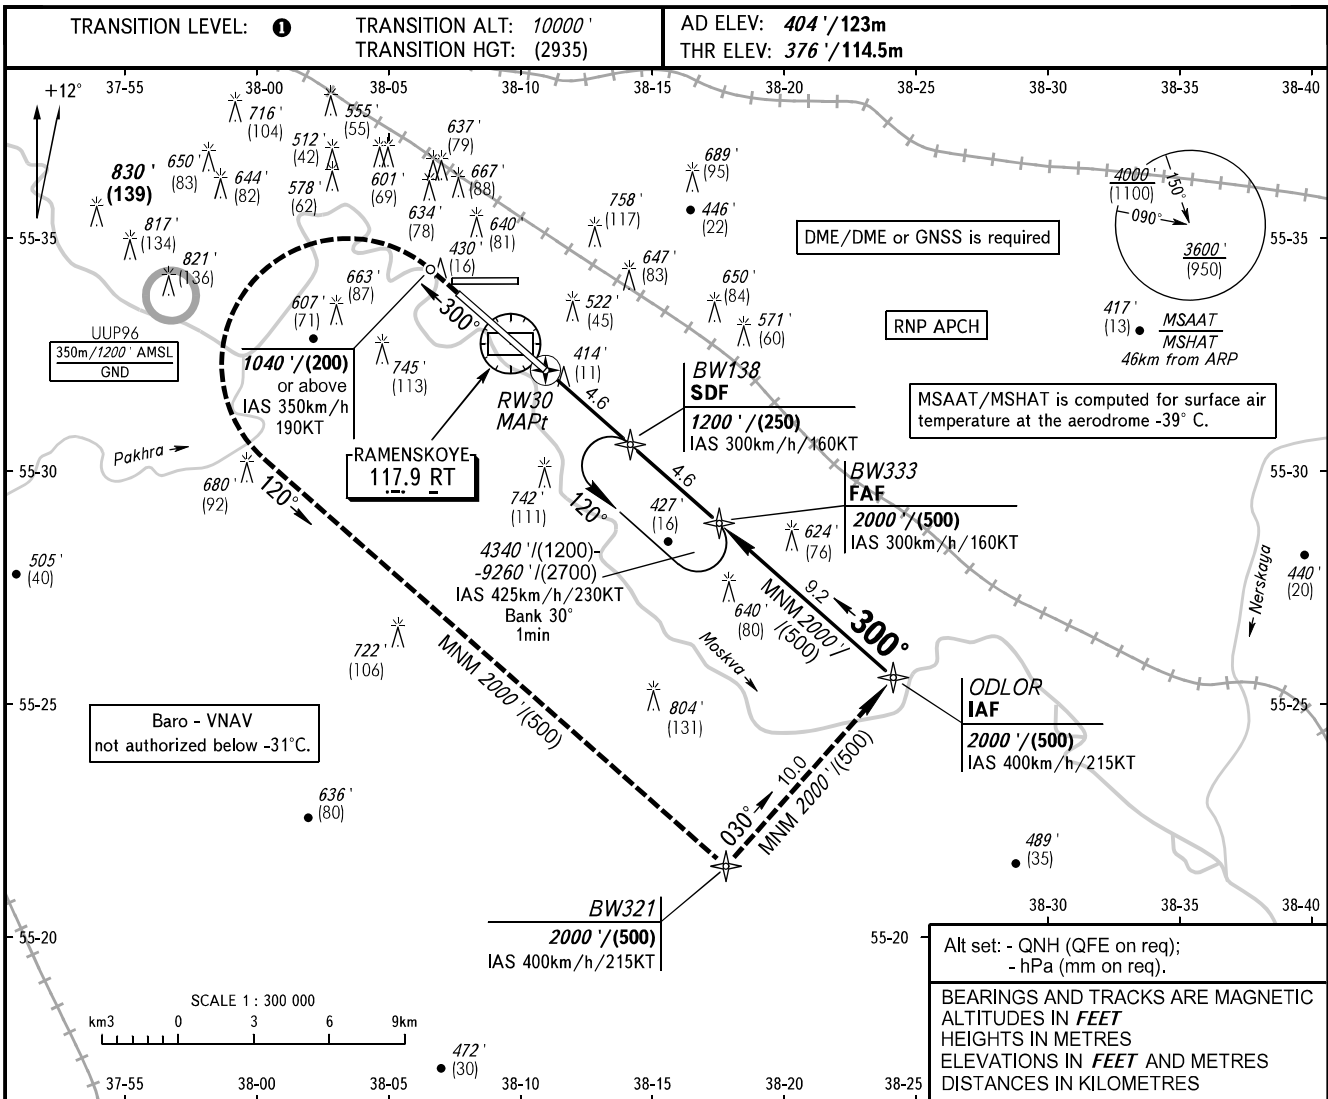 TRANSITION LEVEL: ❶
TRANSITION ALT: 10000'
TRANSITION HGT: (2935)
AD ELEV: 404'/123m
THR ELEV: 376'/114.5m
37-55 38-00 38-05 38-10 38-15 38-20 38-25 38-30 38-35 38-40
+12°
716'
(104)
555'
(55)
512'
(42)
637'
(79)
650'
(83)
644'
(82)
578'
(62)
601'
(69)
667'
(88)
689'
(95)
830'
(139)
817'
(134)
821'
(136)
634'
(78)
640'
(81)
758'
(117)
446'
(22)
4000'
(1100)
150°
090°
3600'
(950)
55-35
55-35
DME/DME or GNSS is required
430'
(16)
647'
(83)
663'
(87)
607'
(71)
522'
(45)
650'
(84)
571'
(60)
417'
(13)
MSAAT
MSHAT
46km from ARP
RNP APCH
UUP96
350m/1200' AMSL
GND
300°
1040'/(200)
or above
IAS 350km/h
190KT
745'
(113)
414'
(11)
RW30
MAPt
4.6
BW138
SDF
1200'/(250)
IAS 300km/h/160KT
MSAAT/MSHAT is computed for surface air
temperature at the aerodrome -39° C.
Pakhra
RAMENSKOYE
117.9 RT
55-30
55-30
680'
(92)
120°
742'
(111)
120°
427'
(16)
4.6
BW333
FAF
2000'/(500)
IAS 300km/h/160KT
624'
(76)
505'
(40)
440'
(20)
Nerskaya
4340'/(1200)-
-9260'/(2700)
IAS 425km/h/230KT
Bank 30°
1min
640'
(80)
9.2
300°
MNM 2000'/
/(500)
722'
(106)
MNM 2000'/(500)
Moskva
804'
(131)
ODLOR
IAF
2000'/(500)
IAS 400km/h/215KT
55-25
55-25
Baro - VNAV
not authorized below -31°C.
636'
(80)
030°
10.0
MNM 2000'/(500)
489'
(35)
BW321
2000'/(500)
IAS 400km/h/215KT
38-30 38-35 38-40
55-20
55-20
Alt set: - QNH (QFE on req);
- hPa (mm on req).
SCALE 1 : 300 000
km3 0 3 6 9km
472'
(30)
BEARINGS AND TRACKS ARE MAGNETIC
ALTITUDES IN FEET
HEIGHTS IN METRES
ELEVATIONS IN FEET AND METRES
DISTANCES IN KILOMETRES
37-55 38-00 38-05 38-10 38-15 38-20 38-25